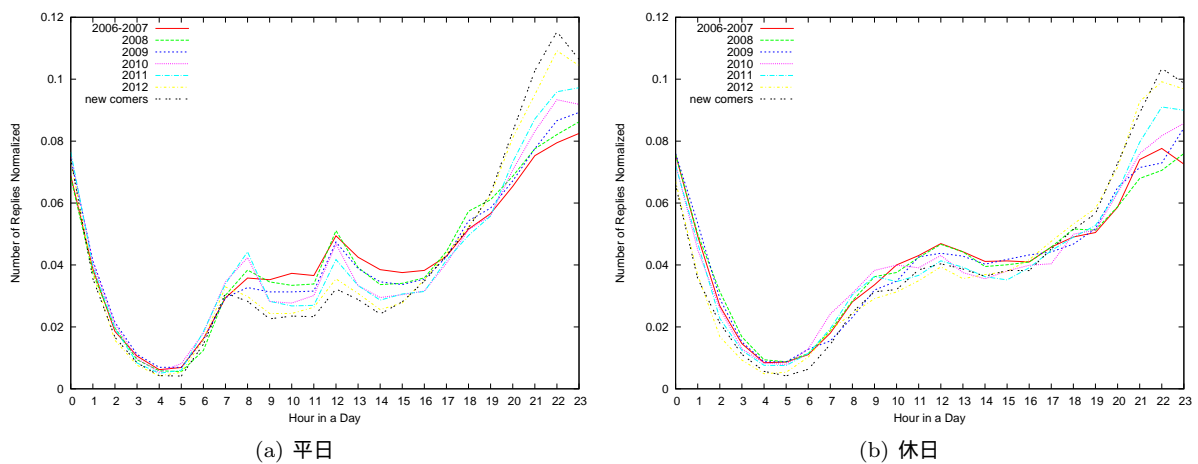 0.12
0.1
0.08
0.06
0.04
0.02
0
Number of Replies Normalized
2006-2007
2008
2009
2010
2011
2012
new comers
0 1 2 3 4 5 6 7 8 9 10 11 12 13 14 15 16 17 18 19 20 21 22 23
Hour in a Day
(a) 平日
0.12
0.1
0.08
0.06
0.04
0.02
0
Number of Replies Normalized
2006-2007
2008
2009
2010
2011
2012
new comers
0 1 2 3 4 5 6 7 8 9 10 11 12 13 14 15 16 17 18 19 20 21 22 23
Hour in a Day
(b) 休日